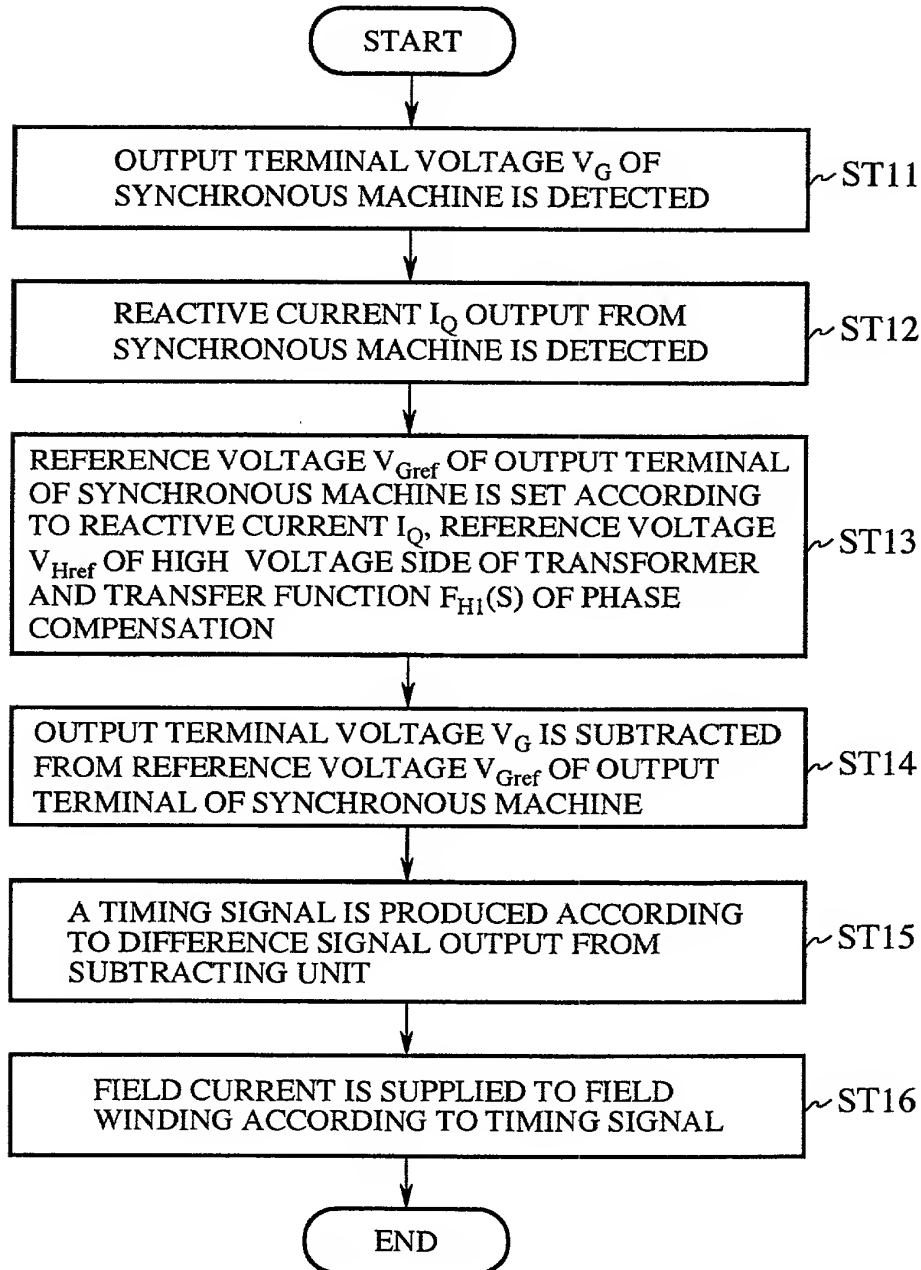 START
OUTPUT TERMINAL VOLTAGE V_G OF
SYNCHRONOUS MACHINE IS DETECTED
ST11
REACTIVE CURRENT I_Q OUTPUT FROM
SYNCHRONOUS MACHINE IS DETECTED
ST12
REFERENCE VOLTAGE V_Gref OF OUTPUT TERMINAL
OF SYNCHRONOUS MACHINE IS SET ACCORDING
TO REACTIVE CURRENT I_Q, REFERENCE VOLTAGE
V_Href OF HIGH VOLTAGE SIDE OF TRANSFORMER
AND TRANSFER FUNCTION F_H1(S) OF PHASE
COMPENSATION
ST13
OUTPUT TERMINAL VOLTAGE V_G IS SUBTRACTED
FROM REFERENCE VOLTAGE V_Gref OF OUTPUT
TERMINAL OF SYNCHRONOUS MACHINE
ST14
A TIMING SIGNAL IS PRODUCED ACCORDING
TO DIFFERENCE SIGNAL OUTPUT FROM
SUBTRACTING UNIT
ST15
FIELD CURRENT IS SUPPLIED TO FIELD
WINDING ACCORDING TO TIMING SIGNAL
ST16
END